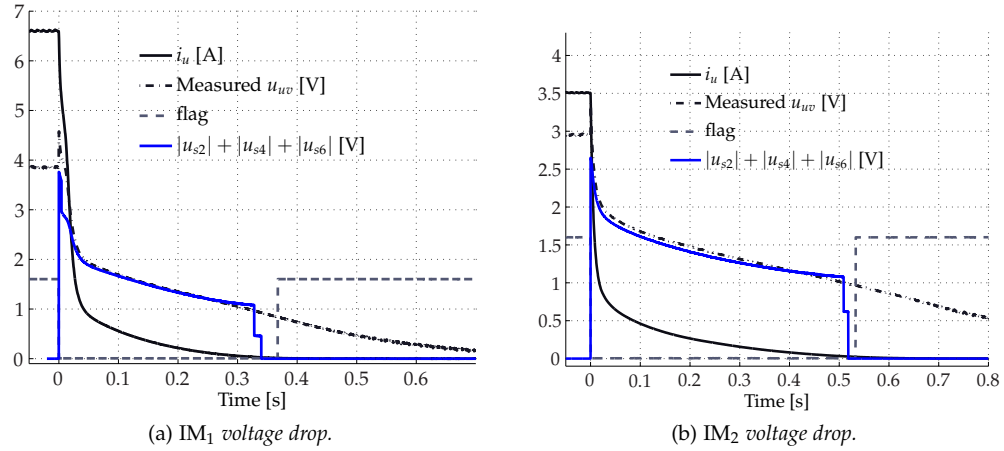 7
6
5
4
3
2
1
0
i_u [A]
Measured u_uv [V]
flag
|u_s2| + |u_s4| + |u_s6| [V]
0 0.1 0.2 0.3 0.4 0.5 0.6
Time [s]
(a) IM₁ voltage drop.
4
3.5
3
2.5
2
1.5
1
0.5
0
i_u [A]
Measured u_uv [V]
flag
|u_s2| + |u_s4| + |u_s6| [V]
0 0.1 0.2 0.3 0.4 0.5 0.6 0.7 0.8
Time [s]
(b) IM₂ voltage drop.